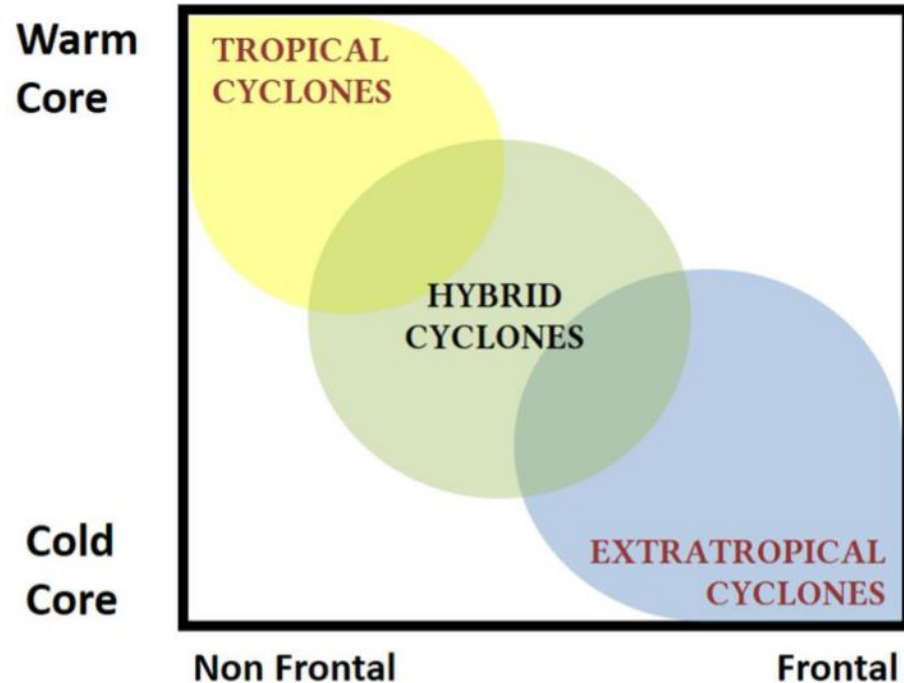 Warm
Core
TROPICAL
CYCLONES
HYBRID
CYCLONES
Cold
Core
EXTRATROPICAL
CYCLONES
Non Frontal
Frontal